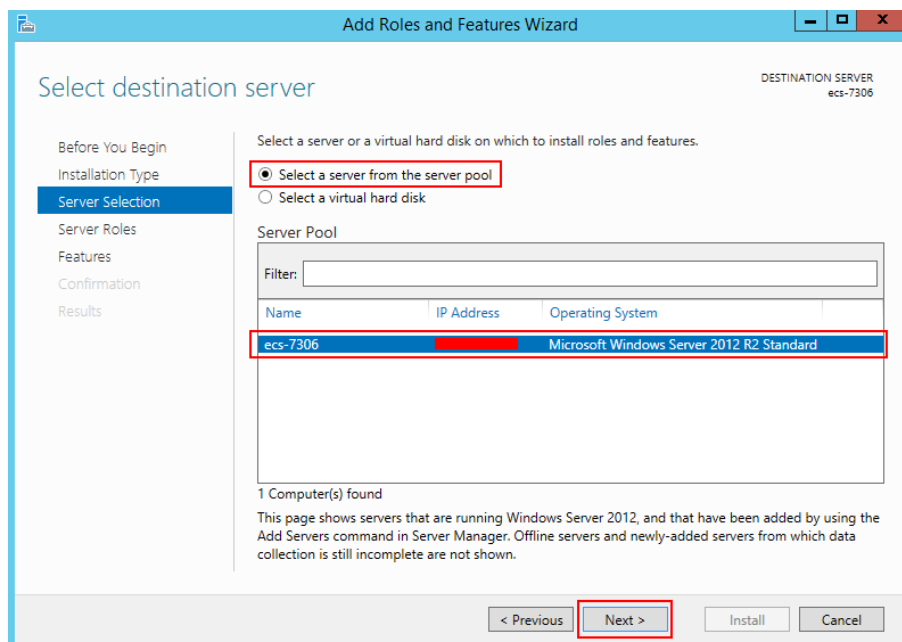 Add Roles and Features Wizard
Select destination server
DESTINATION SERVER
ecs-7306
Before You Begin
Installation Type
Server Selection
Server Roles
Features
Confirmation
Results
Select a server or a virtual hard disk on which to install roles and features.
Select a server from the server pool
Select a virtual hard disk
Server Pool
Filter:
Name IP Address Operating System
ecs-7306 Microsoft Windows Server 2012 R2 Standard
1 Computer(s) found
This page shows servers that are running Windows Server 2012, and that have been added by using the
Add Servers command in Server Manager. Offline servers and newly-added servers from which data
collection is still incomplete are not shown.
< Previous Next > Install Cancel